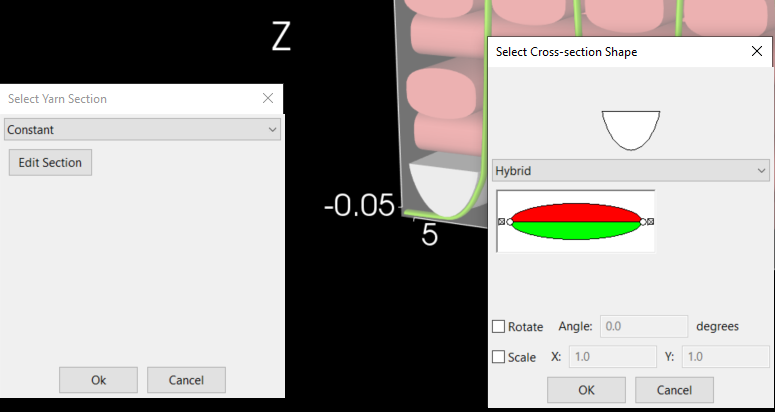 Z
-0.05
5
Select Yarn Section
Constant
Edit Section
Ok
Cancel
Select Cross-section Shape
Hybrid
Rotate Angle: 0.0 degrees
Scale X: 1.0 Y: 1.0
OK
Cancel